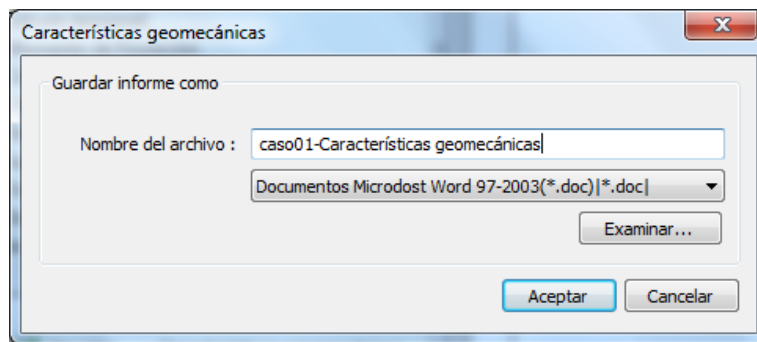 Características geomecánicas
Guardar informe como
Nombre del archivo : caso01-Características geomecánicas
Documentos Microdost Word 97-2003(*.doc)|*.doc|
Examinar...
Aceptar Cancelar